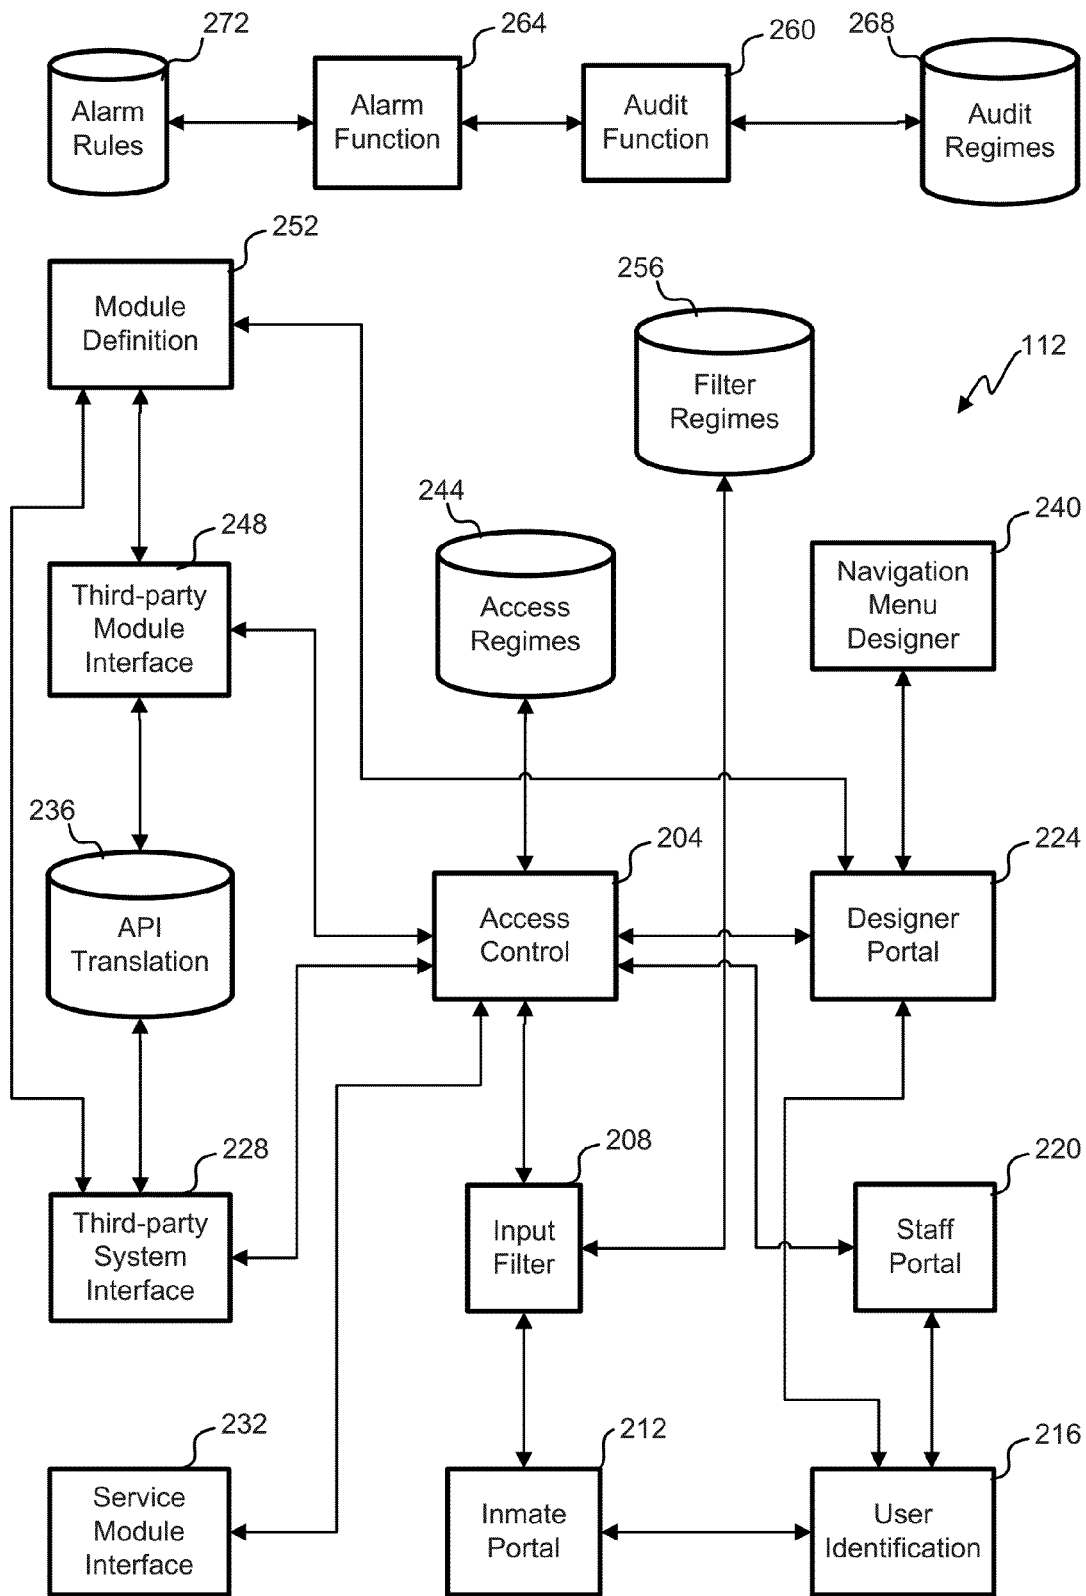 272
264
260
268
Alarm
Rules
Alarm
Function
Audit
Function
Audit
Regimes
252
Module
Definition
256
Filter
Regimes
112
244
Access
Regimes
240
Navigation
Menu
Designer
248
Third-party
Module
Interface
236
API
Translation
204
Access
Control
224
Designer
Portal
228
Third-party
System
Interface
208
Input
Filter
220
Staff
Portal
232
Service
Module
Interface
212
Inmate
Portal
216
User
Identification